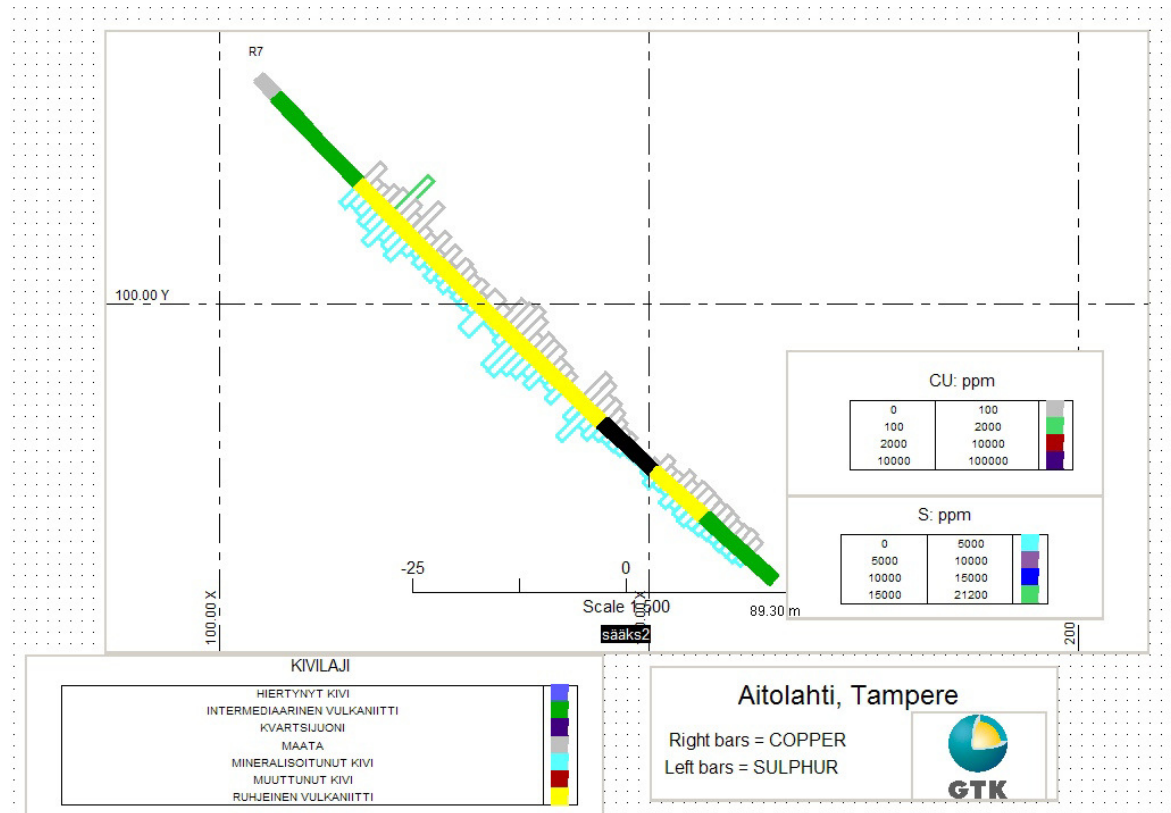 R7
100.00 Y
CU: ppm
0 100
100 2000
2000 10000
10000 100000
S: ppm
0 5000
5000 10000
10000 15000
15000 21200
-25 0
Scale 1:500
89.30 m
sääks2
100.00 X
200
KIVILAJI
HIERTYNYT KIVI
INTERMEDIAARINEN VULKANIITTI
KVARTSIJUONI
MAATA
MINERALISOITUNUT KIVI
MUUTTUNUT KIVI
RUHJEINEN VULKANIITTI
Aitolahti, Tampere
Right bars = COPPER
Left bars = SULPHUR
GTK